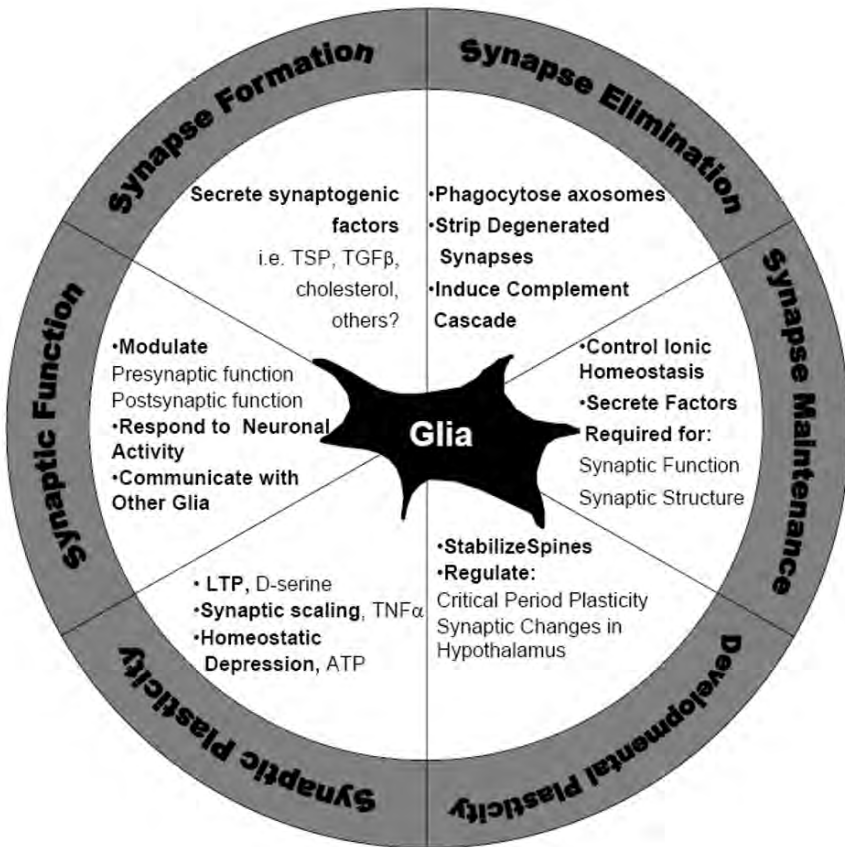 Synapse Formation
Secrete synaptogenic
factors
i.e. TSP, TGFβ,
cholesterol,
others?
Synapse Elimination
•Phagocytose axosomes
•Strip Degenerated
Synapses
•Induce Complement
Cascade
Synapse Maintenance
•Control Ionic
Homeostasis
•Secrete Factors
Required for:
Synaptic Function
Synaptic Structure
Developmental Plasticity
•StabilizeSpines
•Regulate:
Critical Period Plasticity
Synaptic Changes in
Hypothalamus
Synaptic Plasticity
• LTP, D-serine
•Synaptic scaling, TNFα
•Homeostatic
Depression, ATP
Synaptic Function
•Modulate
Presynaptic function
Postsynaptic function
•Respond to Neuronal
Activity
•Communicate with
Other Glia
Glia